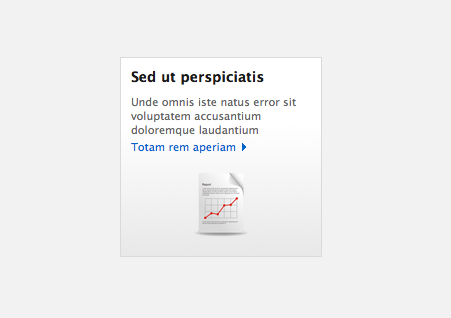 Sed ut perspiciatis
Unde omnis iste natus error sit
voluptatem accusantium
doloremque laudantium
Totam rem aperiam